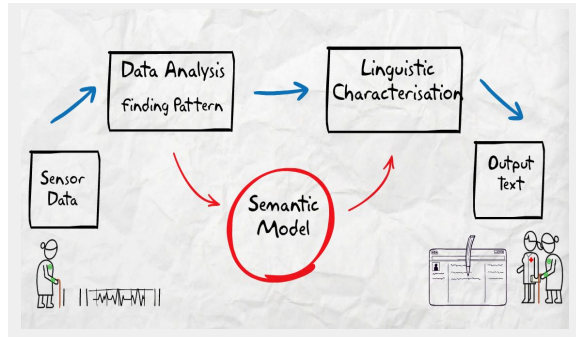 Data Analysis
Finding Pattern
Linguistic
Characterisation
Sensor
Data
Semantic
Model
Output
Text